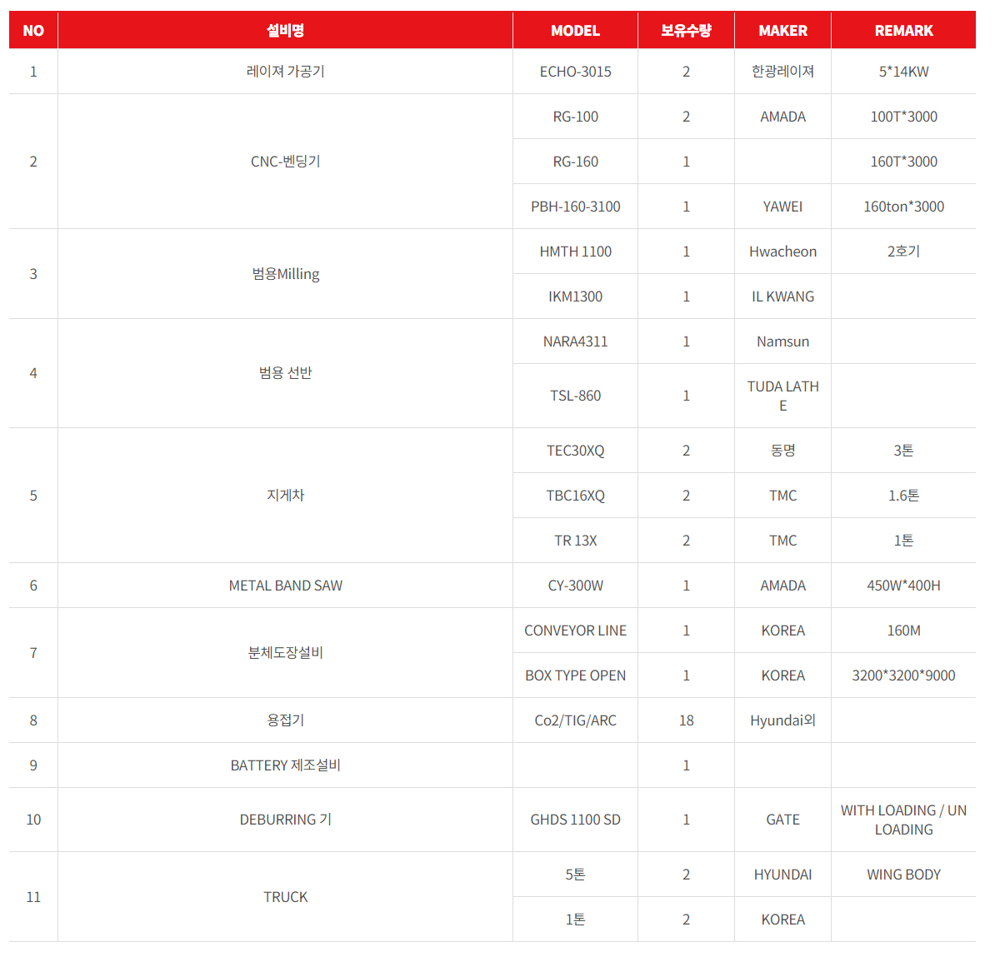 NO 설비명 MODEL 보유수량 MAKER REMARK
1 레이져 가공기 ECHO-3015 2 한광레이져 5*14KW
2 CNC-벤딩기 RG-100 2 AMADA 100T*3000
RG-160 1 160T*3000
PBH-160-3100 1 YAWEI 160ton*3000
3 범용Milling HMTH 1100 1 Hwacheon 2호기
IKM1300 1 IL KWANG
4 범용 선반 NARA4311 1 Namsun
TSL-860 1 TUDA LATH
E
5 지게차 TEC30XQ 2 동명 3톤
TBC16XQ 2 TMC 1.6톤
TR 13X 2 TMC 1톤
6 METAL BAND SAW CY-300W 1 AMADA 450W*400H
7 분체도장설비 CONVEYOR LINE 1 KOREA 160M
BOX TYPE OPEN 1 KOREA 3200*3200*9000
8 용접기 Co2/TIG/ARC 18 Hyundai외
9 BATTERY 제조설비 1
10 DEBURRING 기 GHDS 1100 SD 1 GATE WITH LOADING / UN
LOADING
11 TRUCK 5톤 2 HYUNDAI WING BODY
1톤 2 KOREA